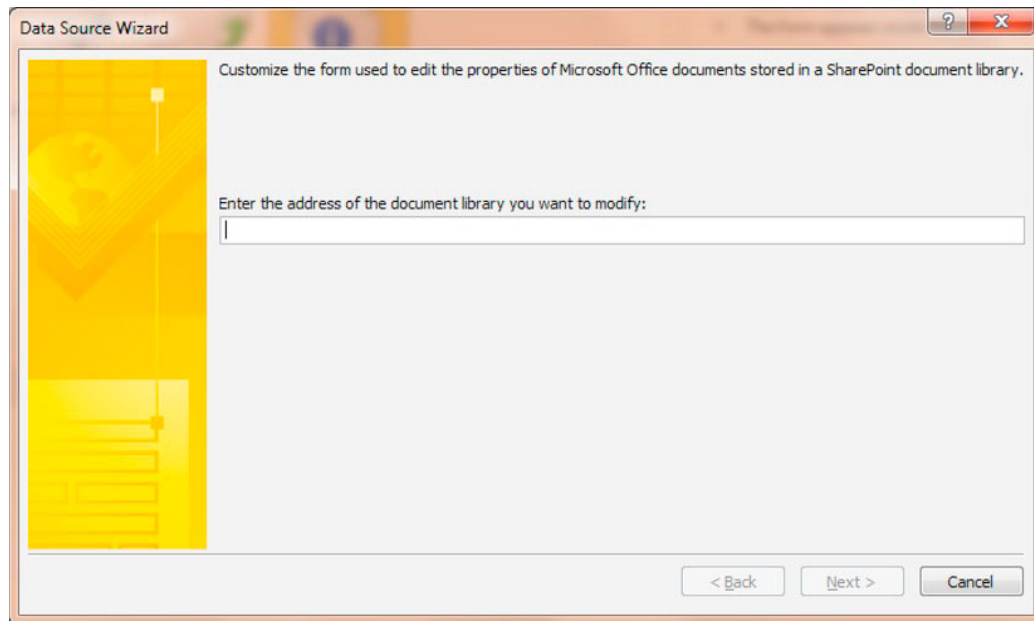 Data Source Wizard
Customize the form used to edit the properties of Microsoft Office documents stored in a SharePoint document library.
Enter the address of the document library you want to modify:
< Back Next > Cancel